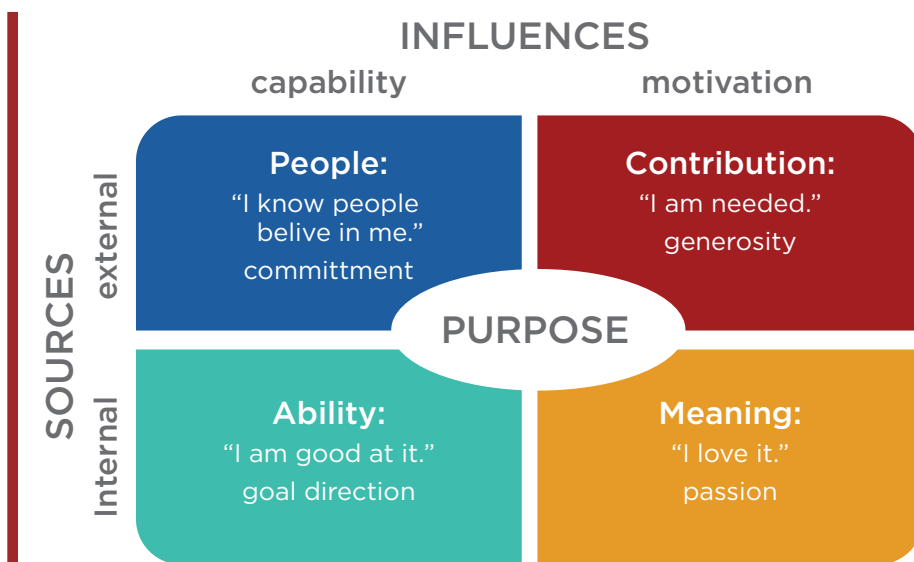 INFLUENCES
capability
motivation
SOURCES
external
People:
“I know people
belive in me.”
committment
Contribution:
“I am needed.”
generosity
PURPOSE
Internal
Ability:
“I am good at it.”
goal direction
Meaning:
“I love it.”
passion